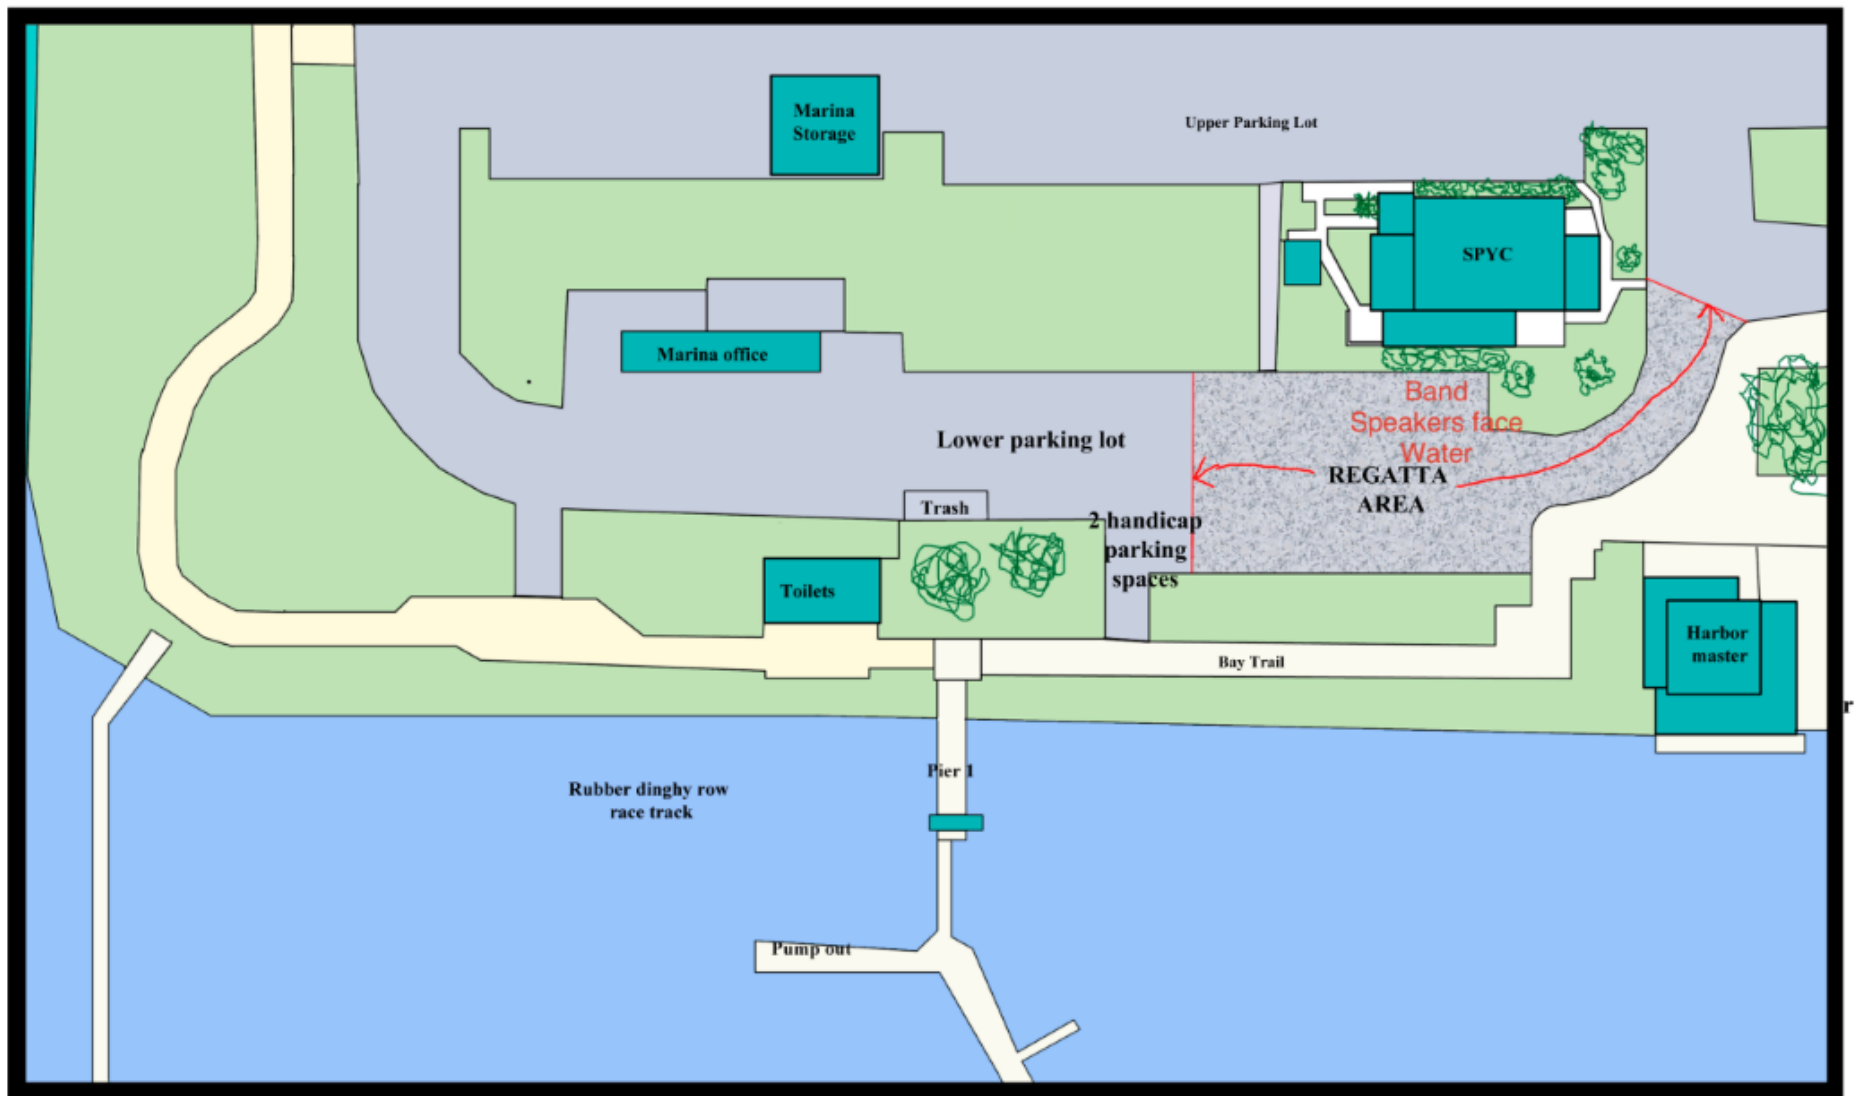 Marina
Storage
Upper Parking Lot
SPYC
Marina office
Band
Speakers face
Water
Lower parking lot
REGATTA
AREA
Trash
2 handicap
parking
spaces
Toilets
Harbor
master
Bay Trail
r
Pier 1
Rubber dinghy row
race track
Pump out